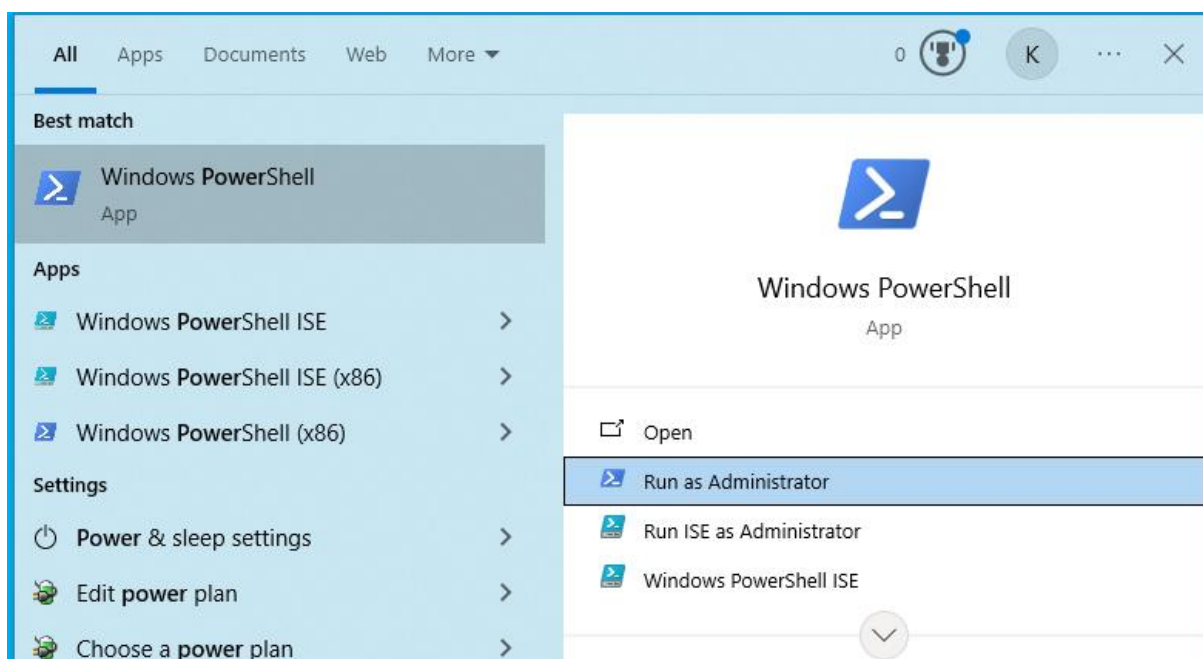 All Apps Documents Web More 0 K ...
Best match
Windows PowerShell
App
Apps
Windows PowerShell ISE
Windows PowerShell ISE (x86)
Windows PowerShell (x86)
Settings
Power & sleep settings
Edit power plan
Choose a power plan
Windows PowerShell
App
Open
Run as Administrator
Run ISE as Administrator
Windows PowerShell ISE